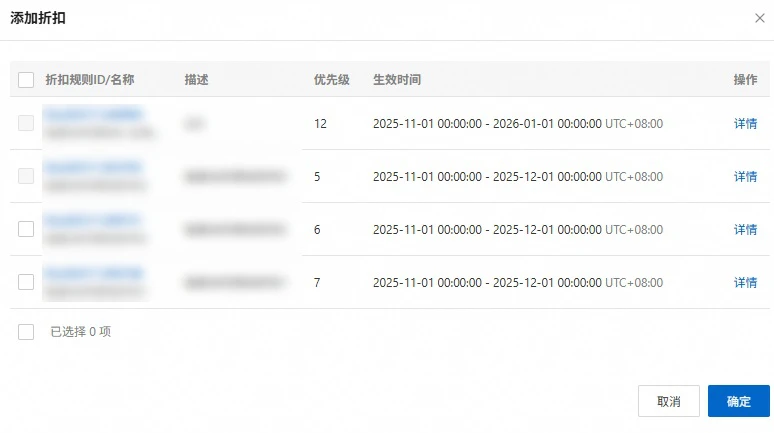 添加折扣
折扣规则ID/名称 描述 优先级 生效时间 操作
12 2025-11-01 00:00:00 - 2026-01-01 00:00:00 UTC+08:00 详情
5 2025-11-01 00:00:00 - 2025-12-01 00:00:00 UTC+08:00 详情
6 2025-11-01 00:00:00 - 2025-12-01 00:00:00 UTC+08:00 详情
7 2025-11-01 00:00:00 - 2025-12-01 00:00:00 UTC+08:00 详情
已选择 0 项
取消 确定